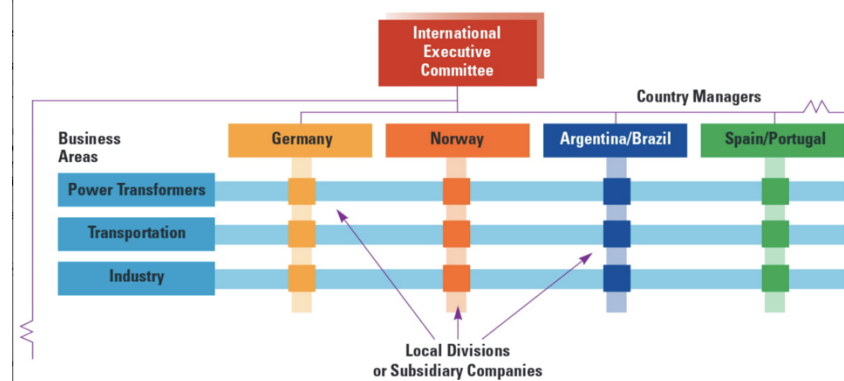 International
Executive
Committee
Country Managers
Business
Areas
Germany
Norway
Argentina/Brazil
Spain/Portugal
Power Transformers
Transportation
Industry
Local Divisions
or Subsidiary Companies